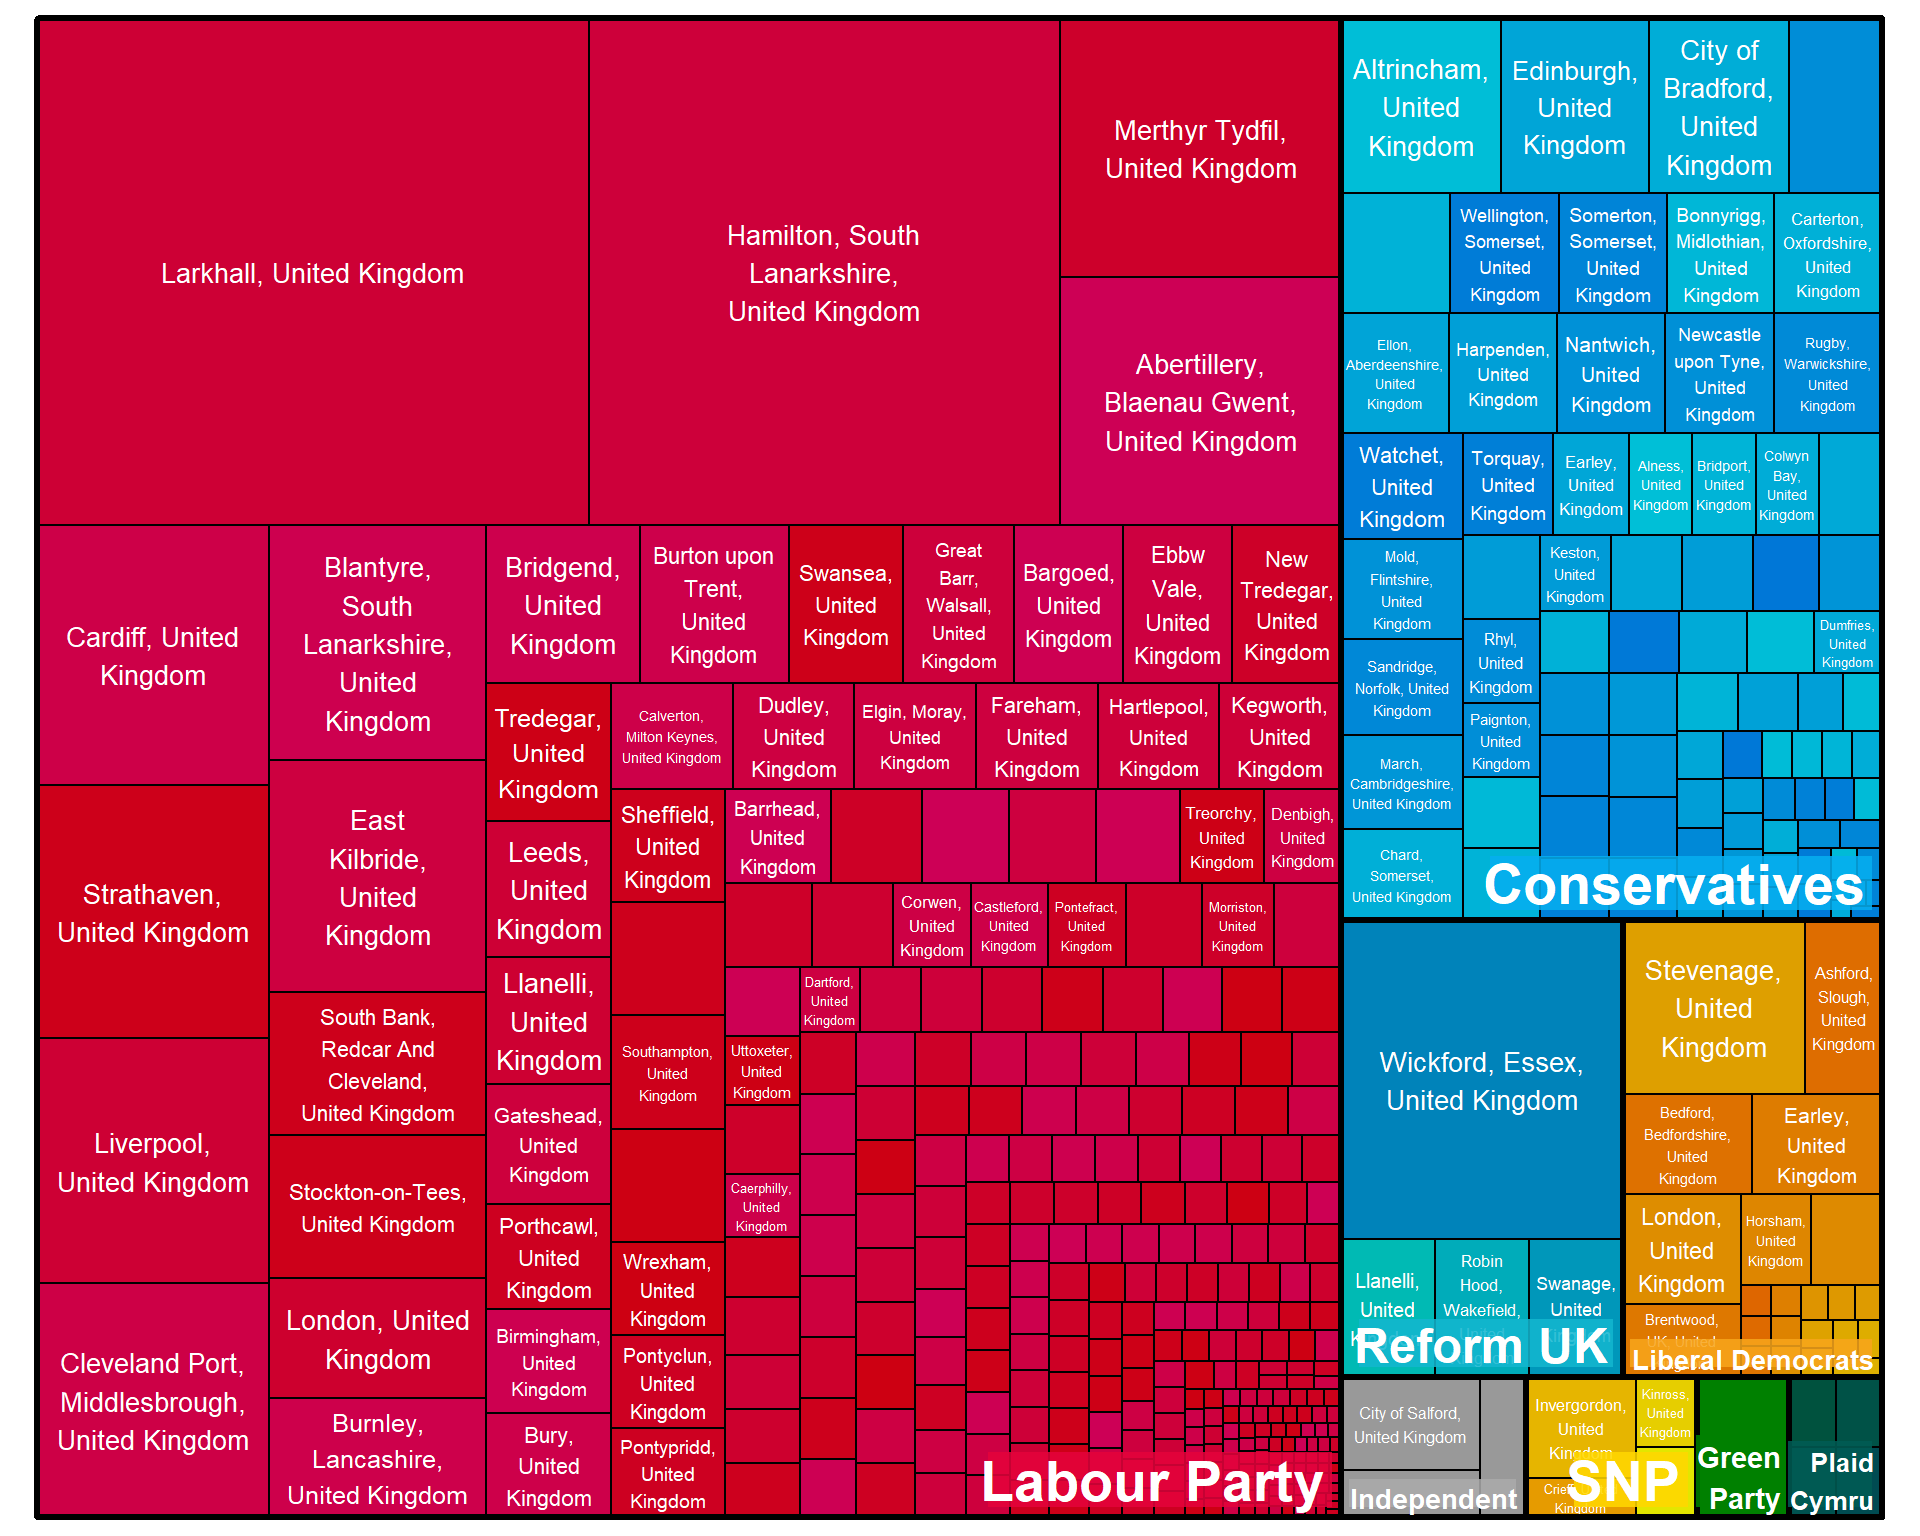 Larkhall, United Kingdom
Hamilton, South
Lanarkshire,
United Kingdom
Merthyr Tydfil,
United Kingdom
Abertillery,
Blaenau Gwent,
United Kingdom
Cardiff, United
Kingdom
Strathaven,
United Kingdom
Liverpool,
United Kingdom
Cleveland Port,
Middlesbrough,
United Kingdom
Blantyre,
South
Lanarkshire,
United
Kingdom
East
Kilbride,
United
Kingdom
South Bank,
Redcar And
Cleveland,
United Kingdom
Stockton-on-Tees,
United Kingdom
London, United
Kingdom
Burnley,
Lancashire,
United Kingdom
Bridgend,
United
Kingdom
Burton upon
Trent,
United
Kingdom
Swansea,
United
Kingdom
Great
Barr,
Walsall,
United
Kingdom
Bargoed,
United
Kingdom
Ebbw
Vale,
United
Kingdom
New
Tredegar,
United
Kingdom
Tredegar,
United
Kingdom
Leeds,
United
Kingdom
Llanelli,
United
Kingdom
Gateshead,
United
Kingdom
Porthcawl,
United
Kingdom
Birmingham,
United
Kingdom
Bury,
United
Kingdom
Calverton,
Milton Keynes,
United Kingdom
Dudley,
United
Kingdom
Elgin, Moray,
United
Kingdom
Fareham,
United
Kingdom
Hartlepool,
United
Kingdom
Kegworth,
United
Kingdom
Sheffield,
United
Kingdom
Southampton,
United
Kingdom
Wrexham,
United
Kingdom
Pontyclun,
United
Kingdom
Pontypridd,
United
Kingdom
Barrhead,
United
Kingdom
Treorchy,
United
Kingdom
Denbigh,
United
Kingdom
Corwen,
United
Kingdom
Castleford,
United
Kingdom
Pontefract,
United
Kingdom
Morriston,
United
Kingdom
Dartford,
United
Kingdom
Uttoxeter,
United
Kingdom
Caerphilly,
United
Kingdom
Labour Party
Altrincham,
United
Kingdom
Edinburgh,
United
Kingdom
City of
Bradford,
United
Kingdom
Wellington,
Somerset,
United
Kingdom
Somerton,
Somerset,
United
Kingdom
Bonnyrigg,
Midlothian,
United
Kingdom
Carterton,
Oxfordshire,
United
Kingdom
Ellon,
Aberdeenshire,
United
Kingdom
Harpenden,
United
Kingdom
Nantwich,
United
Kingdom
Newcastle
upon Tyne,
United
Kingdom
Rugby,
Warwickshire,
United
Kingdom
Watchet,
United
Kingdom
Torquay,
United
Kingdom
Earley,
United
Kingdom
Alness,
United
Kingdom
Bridport,
United
Kingdom
Colwyn
Bay,
United
Kingdom
Mold,
Flintshire,
United
Kingdom
Keston,
United
Kingdom
Sandridge,
Norfolk, United
Kingdom
Rhyl,
United
Kingdom
Dumfries,
United
Kingdom
March,
Cambridgeshire,
United Kingdom
Paignton,
United
Kingdom
Chard,
Somerset,
United Kingdom
Conservatives
Wickford, Essex,
United Kingdom
Llanelli,
United
Robin
Hood,
Wakefield,
Swanage,
United
Reform UK
Stevenage,
United
Kingdom
Ashford,
Slough,
United
Kingdom
Bedford,
Bedfordshire,
United
Kingdom
Earley,
United
Kingdom
London,
United
Kingdom
Horsham,
United
Kingdom
Brentwood,
Liberal Democrats
City of Salford,
United Kingdom
Independent
Invergordon,
United
Kingdom
Kinross,
United
Kingdom
Kingdom
SNP
Green
Party
Plaid
Cymru